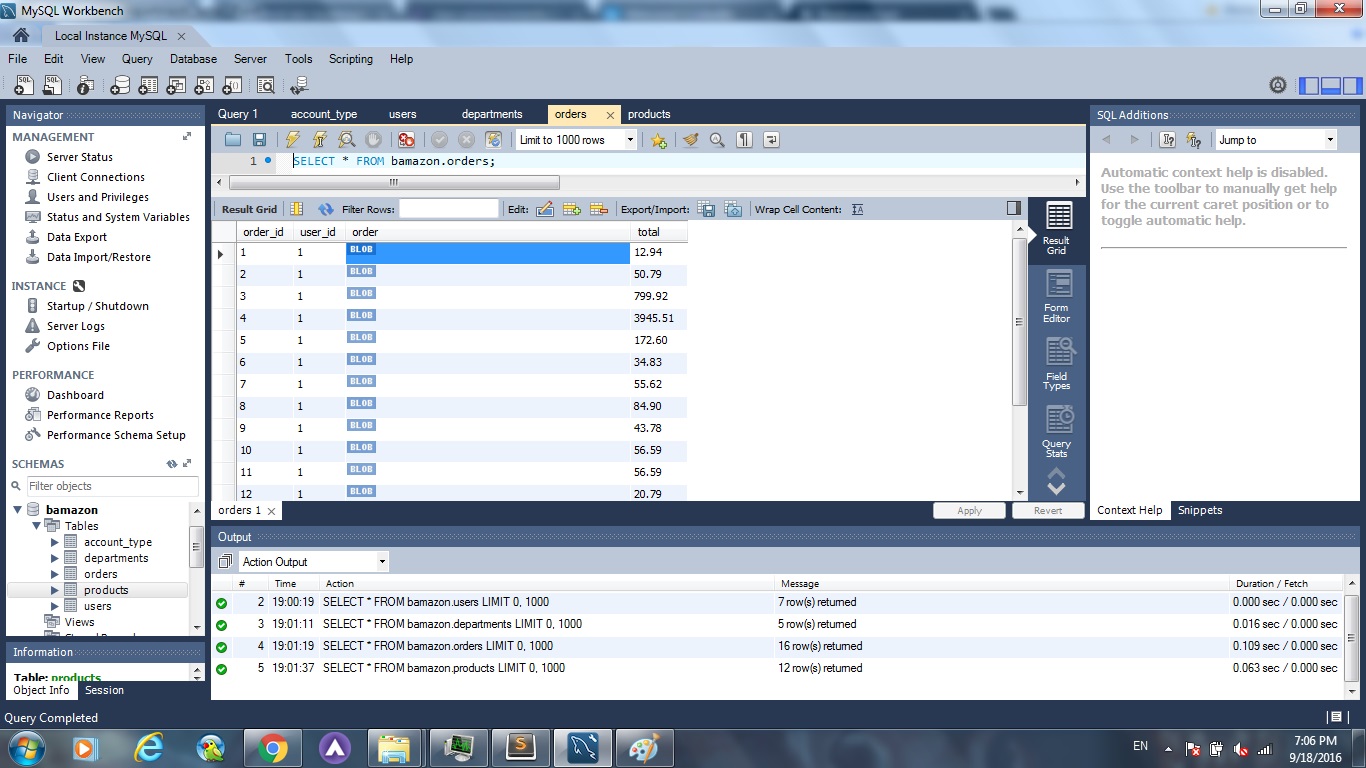 MySQL Workbench
Local Instance MySQL
File Edit View Query Database Server Tools Scripting Help
Navigator
MANAGEMENT
Server Status
Client Connections
Users and Privileges
Status and System Variables
Data Export
Data Import/Restore
INSTANCE
Startup / Shutdown
Server Logs
Options File
PERFORMANCE
Dashboard
Performance Reports
Performance Schema Setup
SCHEMAS
Filter objects
bamazon
Tables
account_type
departments
orders
products
users
Views
Information
Table: products
Object Info Session
Query 1 account_type users departments orders products
Limit to 1000 rows
1 SELECT * FROM bamazon.orders;
Result Grid Filter Rows: Edit: Export/Import: Wrap Cell Content:
order_id user_id order total
1 1 BLOB 12.94
2 1 BLOB 50.79
3 1 BLOB 799.92
4 1 BLOB 3945.51
5 1 BLOB 172.60
6 1 BLOB 34.83
7 1 BLOB 55.62
8 1 BLOB 84.90
9 1 BLOB 43.78
10 1 BLOB 56.59
11 1 BLOB 56.59
12 1 BLOB 20.79
Result Grid
Form Editor
Field Types
Query Stats
orders 1 Apply Revert
SQL Additions
Jump to
Automatic context help is disabled.
Use the toolbar to manually get help
for the current caret position or to
toggle automatic help.
Context Help Snippets
Output
Action Output
# Time Action Message Duration / Fetch
2 19:00:19 SELECT * FROM bamazon.users LIMIT 0, 1000 7 row(s) returned 0.000 sec / 0.000 sec
3 19:01:11 SELECT * FROM bamazon.departments LIMIT 0, 1000 5 row(s) returned 0.016 sec / 0.000 sec
4 19:01:19 SELECT * FROM bamazon.orders LIMIT 0, 1000 16 row(s) returned 0.109 sec / 0.000 sec
5 19:01:37 SELECT * FROM bamazon.products LIMIT 0, 1000 12 row(s) returned 0.063 sec / 0.000 sec
Query Completed
EN
7:06 PM
9/18/2016